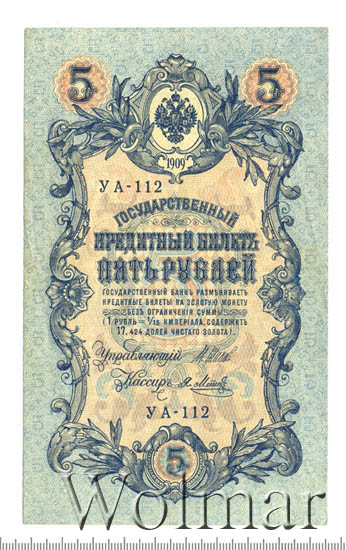 5 5
1909
УА-112
ГОСУДАРСТВЕННЫЙ
КРЕДИТНЫЙ БИЛЕТЪ
ПЯТЬ РУБЛЕЙ
ГОСУДАРСТВЕННЫЙ БАНКЪ РАЗМѢНИВАЕТЪ
КРЕДИТНЫЕ БИЛЕТЫ НА ЗОЛОТУЮ МОНЕТУ
БЕЗЪ ОГРАНИЧЕНІЯ СУММЫ
(1 РУБЛЬ = 1/15 ИМПЕРІАЛА, СОДЕРЖИТЪ
17,424 ДОЛЕЙ ЧИСТАГО ЗОЛОТА).
Управляющій
Кассиръ
УА-112
5
Wolmar